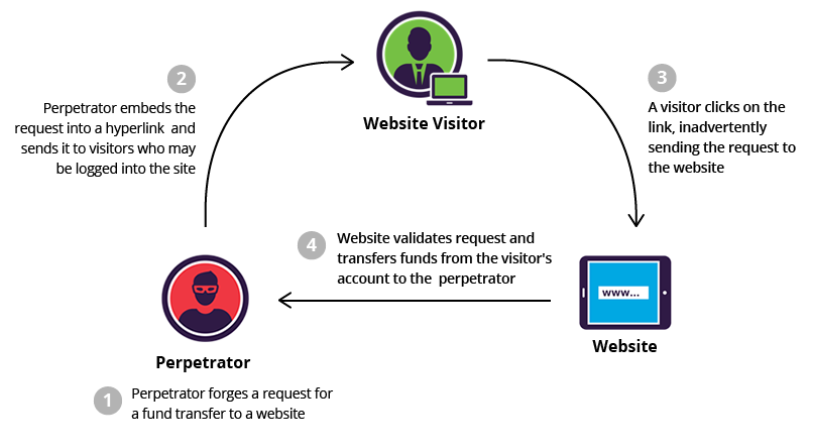 2
Perpetrator embeds the
request into a hyperlink and
sends it to visitors who may
be logged into the site
Website Visitor
3
A visitor clicks on the
link, inadvertently
sending the request to
the website
4
Website validates request and
transfers funds from the visitor's
account to the perpetrator
www...
Website
Perpetrator
1
Perpetrator forges a request for
a fund transfer to a website